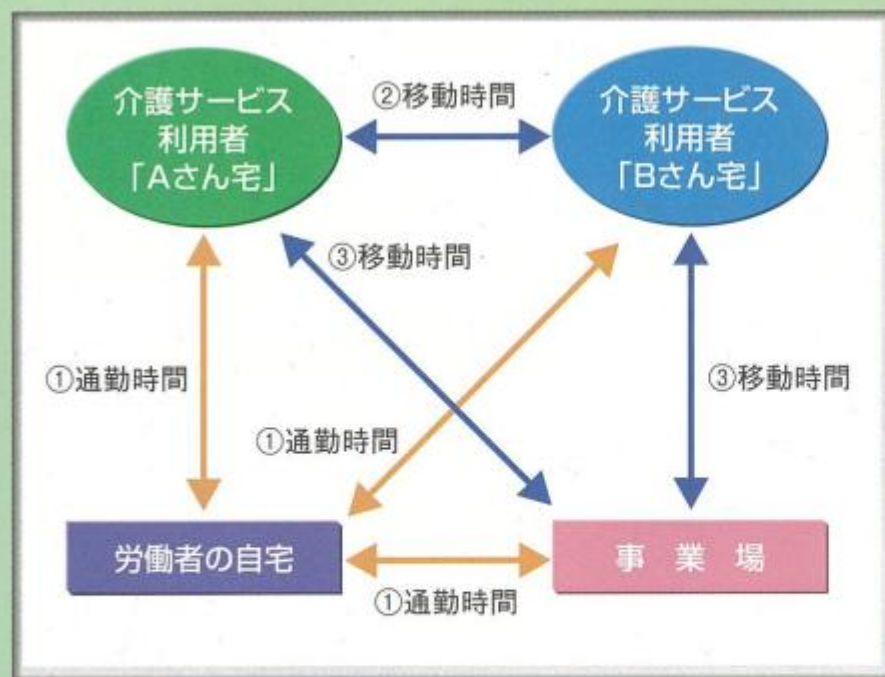 介護サービス
利用者
「Aさん宅」
②移動時間
介護サービス
利用者
「Bさん宅」
③移動時間
①通勤時間
③移動時間
①通勤時間
労働者の自宅
事業場
①通勤時間